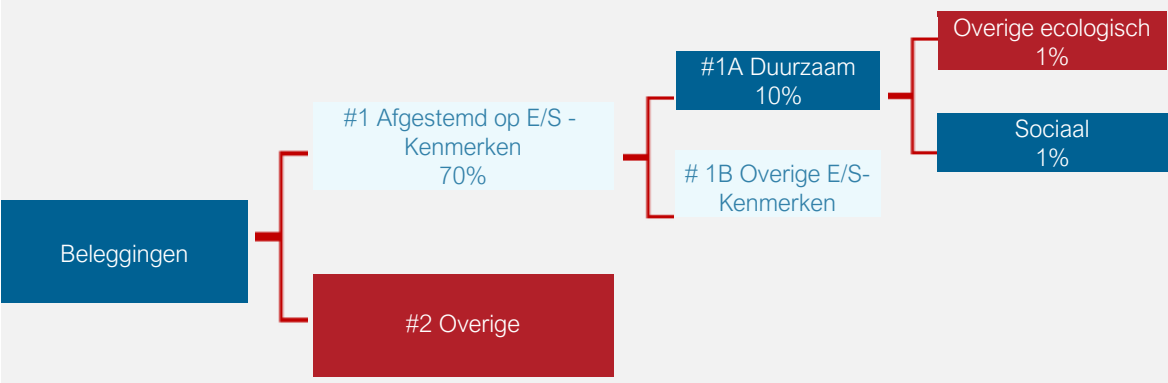 Beleggingen
#1 Afgestemd op E/S -
Kenmerken
70%
#2 Overige
#1A Duurzaam
10%
# 1B Overige E/S-
Kenmerken
Overige ecologisch
1%
Sociaal
1%